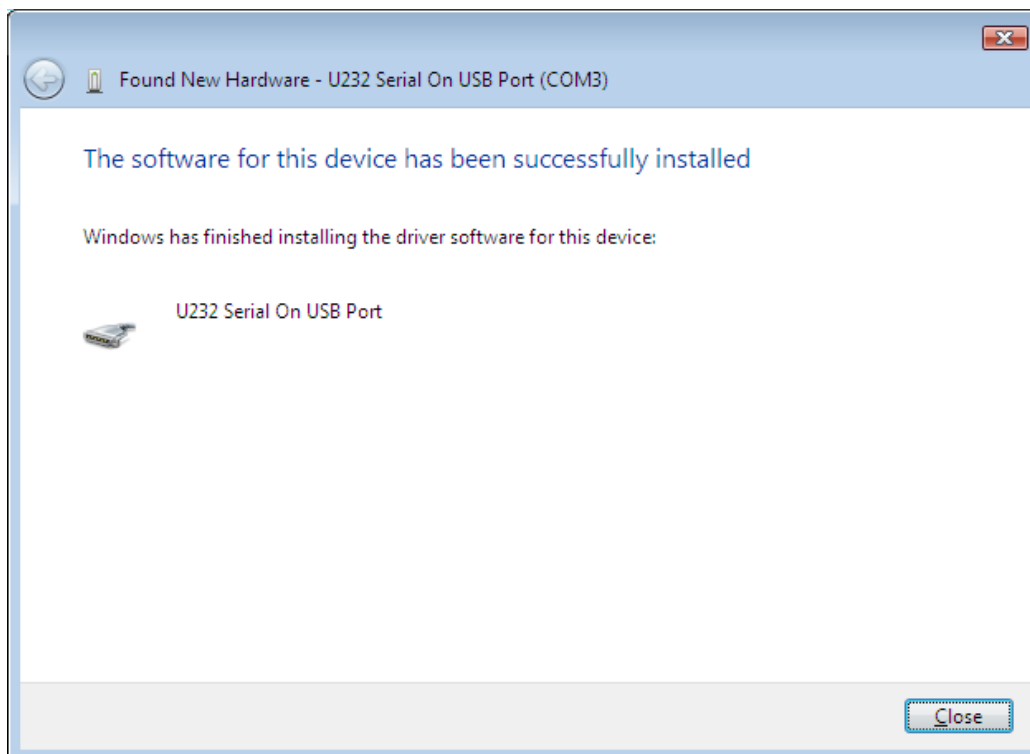 Found New Hardware - U232 Serial On USB Port (COM3)
The software for this device has been successfully installed
Windows has finished installing the driver software for this device:
U232 Serial On USB Port
Close